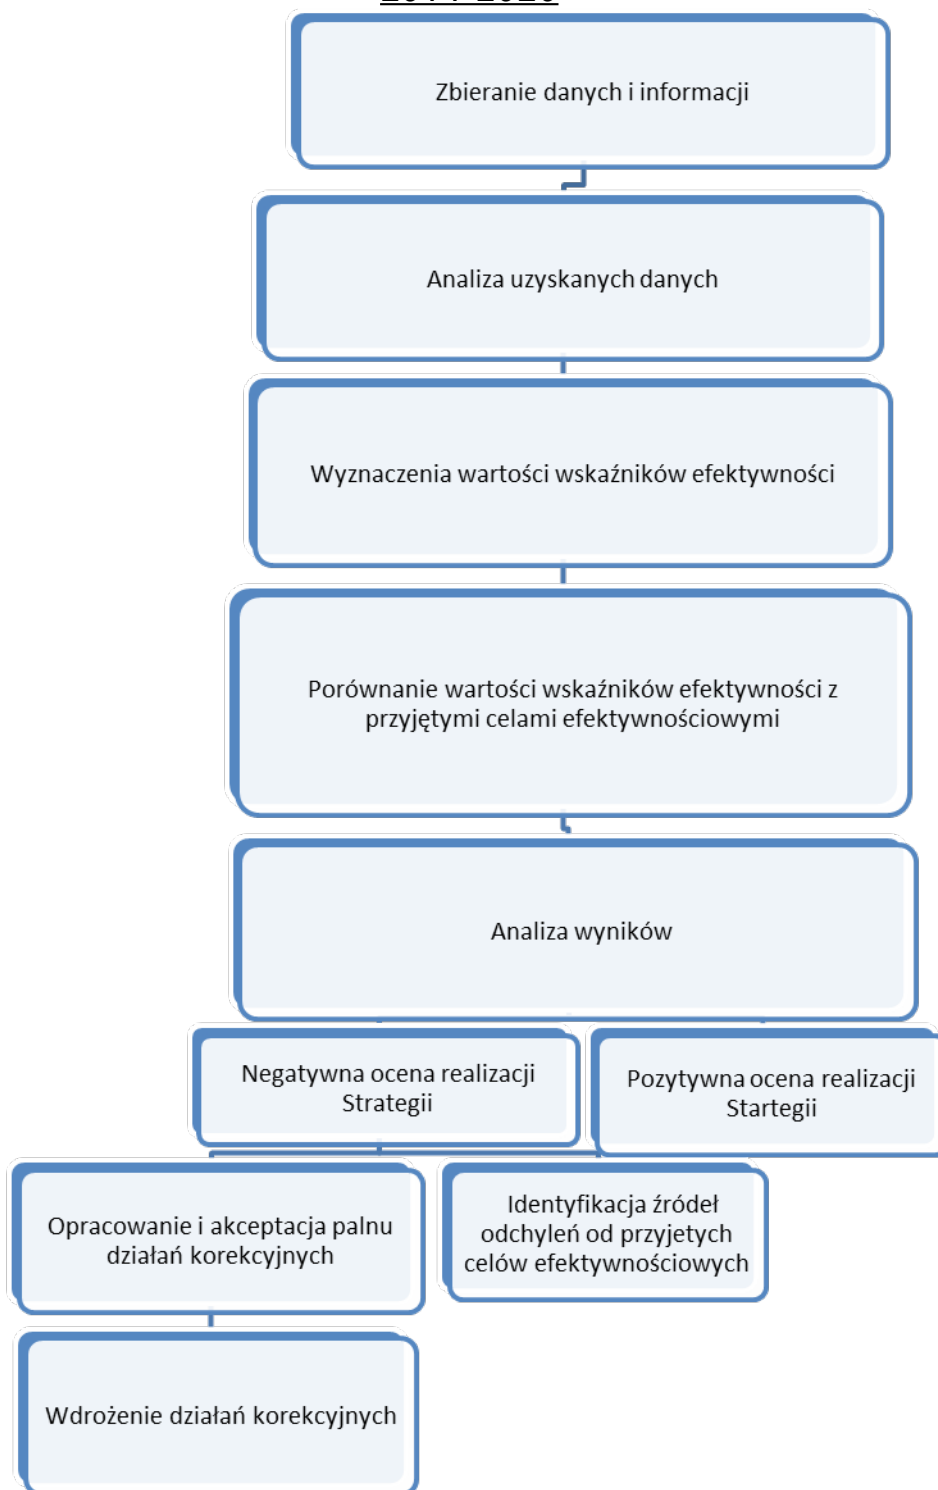 Zbieranie danych i informacji
Analiza uzyskanych danych
Wyznaczenia wartości wskaźników efektywności
Porównanie wartości wskaźników efektywności z
przyjętymi celami efektywnościowymi
Analiza wyników
Negatywna ocena realizacji
Strategii
Pozytywna ocena realizacji
Startegii
Opracowanie i akceptacja palnu
działań korekcyjnych
Identyfikacja źródeł
odchyleń od przyjetych
celów efektywnościowych
Wdrożenie działań korekcyjnych